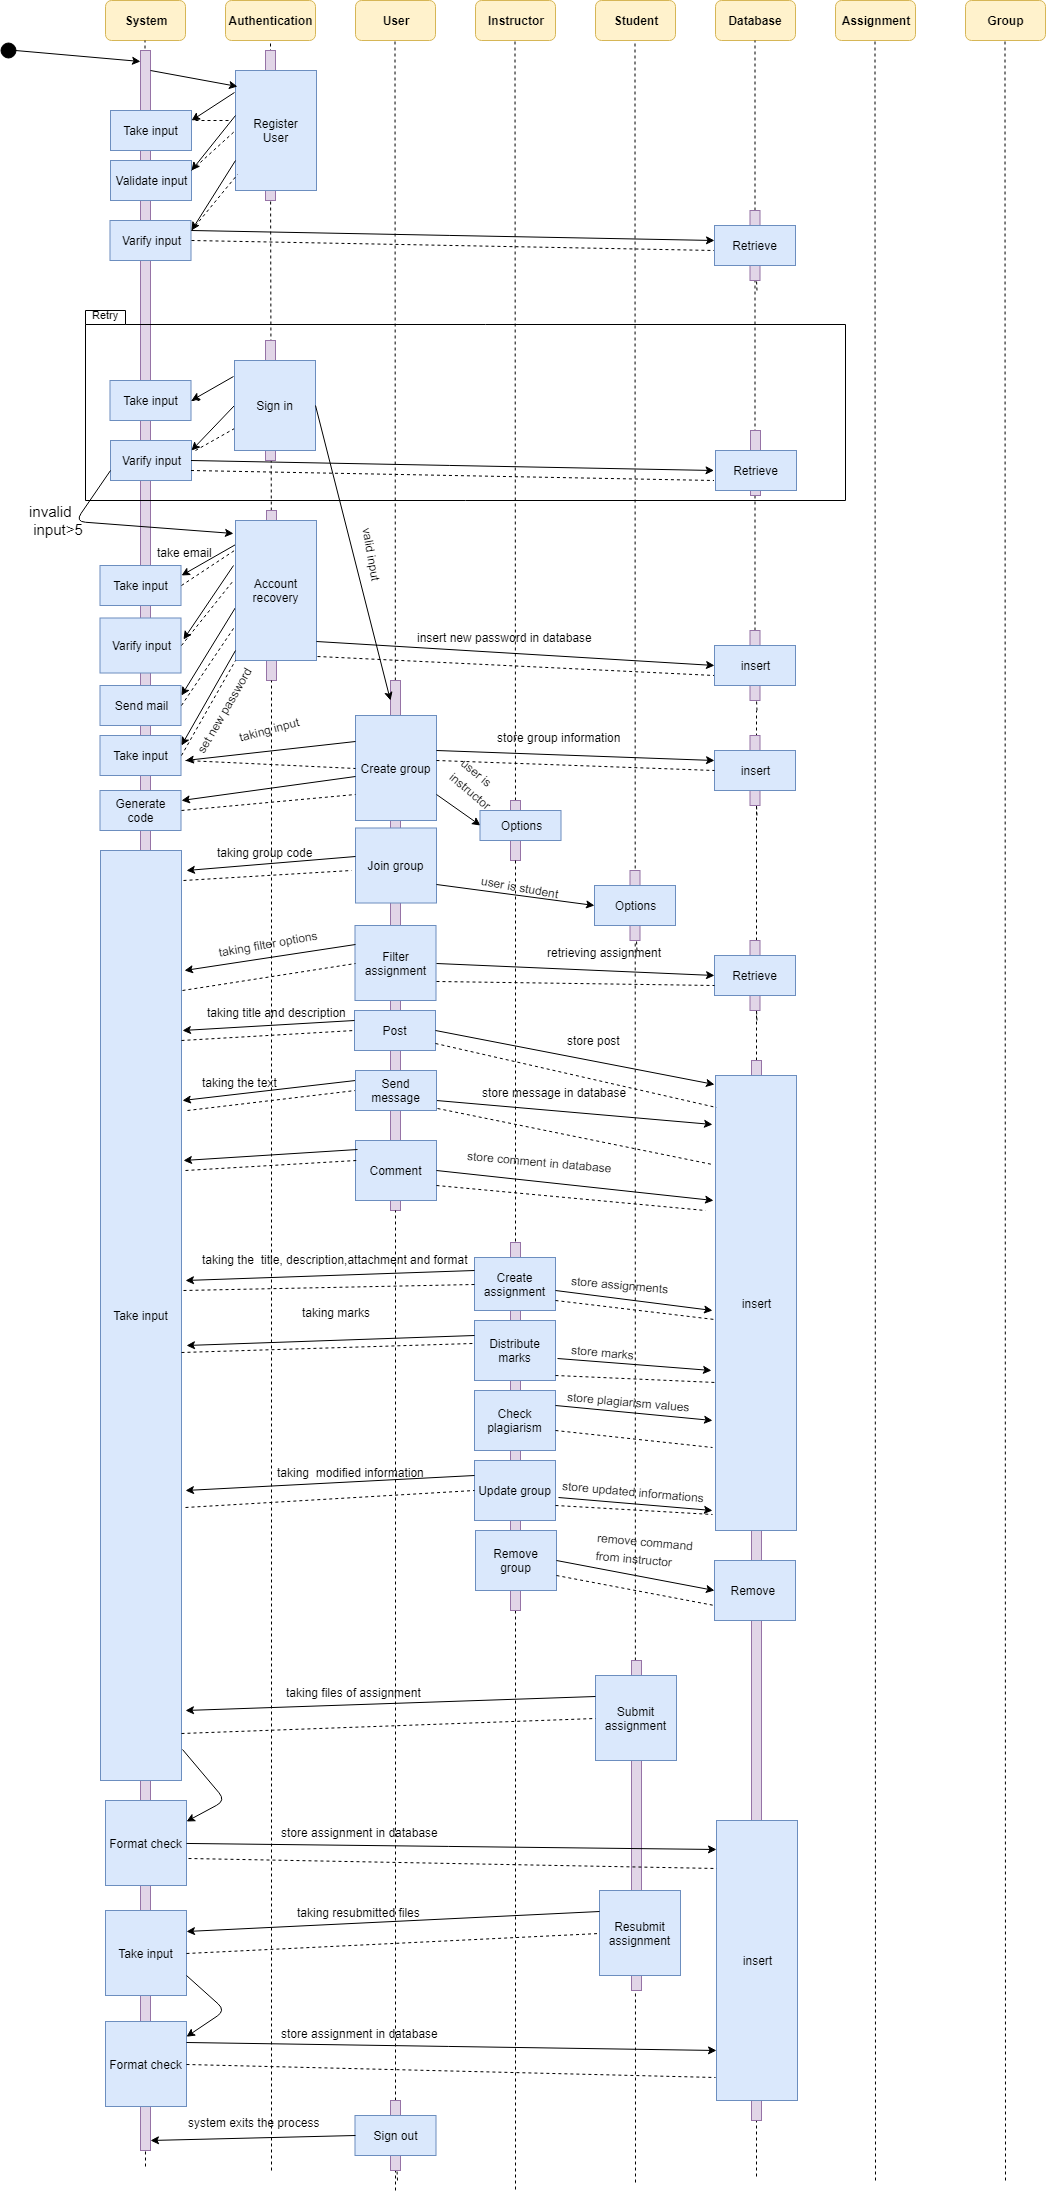 System
Authentication
User
Instructor
Student
Database
Assignment
Group
Register
User
Take input
Validate input
Varify input
Retrieve
Retry
Take input
Sign in
Varify input
Retrieve
invalid
input>5
valid input
take email
Take input
Account
recovery
Varify input
insert new password in database
insert
Send mail
set new password
taking input
store group information
Take input
Create group
user is
instructor
insert
Generate
code
Options
taking group code
Join group
user is student
Options
taking filter options
Filter
assignment
retrieving assignment
Retrieve
taking title and description
Post
store post
taking the text
Send
message
store message in database
Comment
store comment in database
taking the  title, description,attachment and format
Create
assignment
store assignments
Take input
insert
taking marks
Distribute
marks
store marks
Check
plagiarism
store plagiarism values
taking  modified information
Update group
store updated informations
Remove
group
remove command
from instructor
Remove
taking files of assignment
Submit
assignment
Format check
store assignment in database
taking resubmitted files
Resubmit
assignment
Take input
insert
store assignment in database
Format check
system exits the process
Sign out